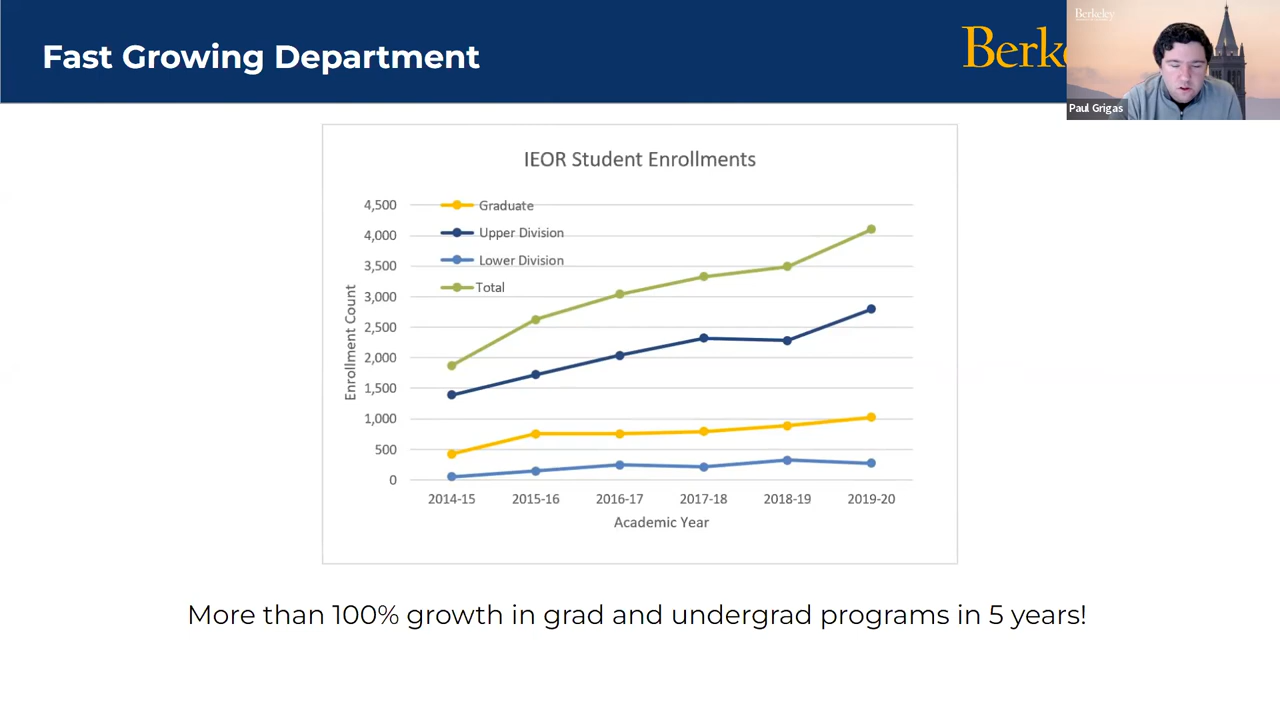 Fast Growing Department
Berke
Berkeley
Paul Grigas
IEOR Student Enrollments
4,500
4,000
3,500
3,000
2,500
2,000
1,500
1,000
500
0
Enrollment Count
Graduate
Upper Division
Lower Division
Total
2014-15 2015-16 2016-17 2017-18 2018-19 2019-20
Academic Year
More than 100% growth in grad and undergrad programs in 5 years!